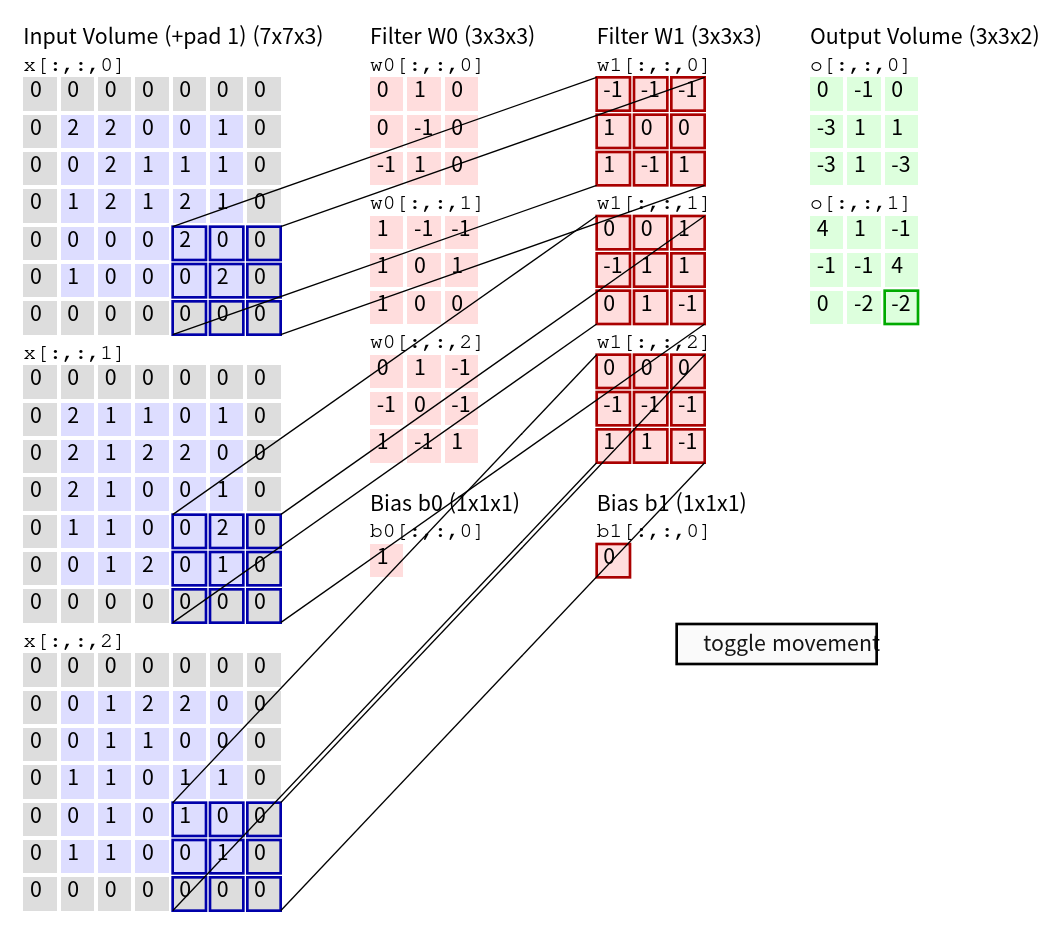 Input Volume (+pad 1) (7x7x3)
x[:,:,0]
0 0 0 0 0 0 0
0 2 2 0 0 1 0
0 0 2 1 1 1 0
0 1 2 1 2 1 0
0 0 0 0 2 0 0
0 1 0 0 0 2 0
0 0 0 0 0 0 0
x[:,:,1]
0 0 0 0 0 0 0
0 2 1 1 0 1 0
0 2 1 2 2 0 0
0 2 1 0 0 1 0
0 1 1 0 0 2 0
0 0 1 2 0 1 0
0 0 0 0 0 0 0
x[:,:,2]
0 0 0 0 0 0 0
0 0 1 2 2 0 0
0 0 1 1 0 0 0
0 1 1 0 1 1 0
0 0 1 0 1 0 0
0 1 1 0 0 1 0
0 0 0 0 0 0 0
Filter W0 (3x3x3)
w0[:,:,0]
0 1 0
0 -1 0
-1 1 0
w0[:,:,1]
1 -1 -1
1 0 1
1 0 0
w0[:,:,2]
0 1 -1
-1 0 -1
1 -1 1
Bias b0 (1x1x1)
b0[:,:,0]
1
Filter W1 (3x3x3)
w1[:,:,0]
-1 -1 -1
1 0 0
1 -1 1
w1[:,:,1]
0 0 1
-1 1 1
0 1 -1
w1[:,:,2]
0 0 0
-1 -1 -1
1 1 -1
Bias b1 (1x1x1)
b1[:,:,0]
0
Output Volume (3x3x2)
o[:,:,0]
0 -1 0
-3 1 1
-3 1 -3
o[:,:,1]
4 1 -1
-1 -1 4
0 -2 -2
toggle movement